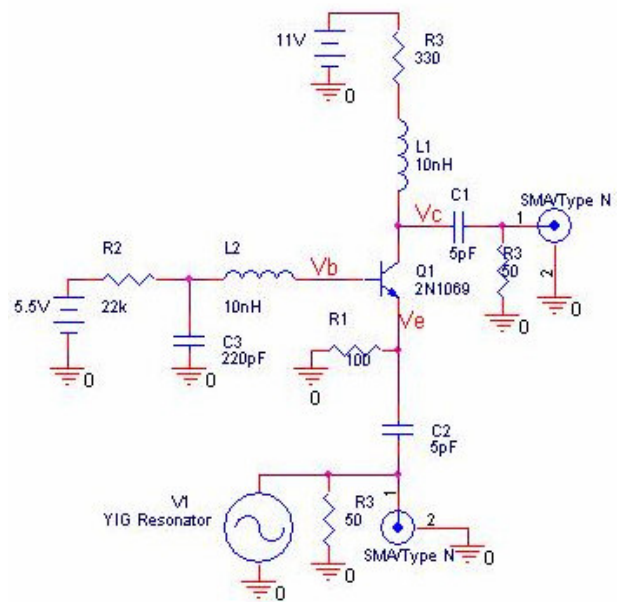 11V
0
R3
330
L1
10nH
C1
5pF
Vc
SMA/Type N
1
2
0
R3
50
0
R2
22k
L2
10nH
Vb
Q1
2N1069
Ve
5.5V
0
C3
220pF
0
R1
100
0
C2
5pF
V1
YIG Resonator
0
R3
50
0
1
2
SMA/Type N
0